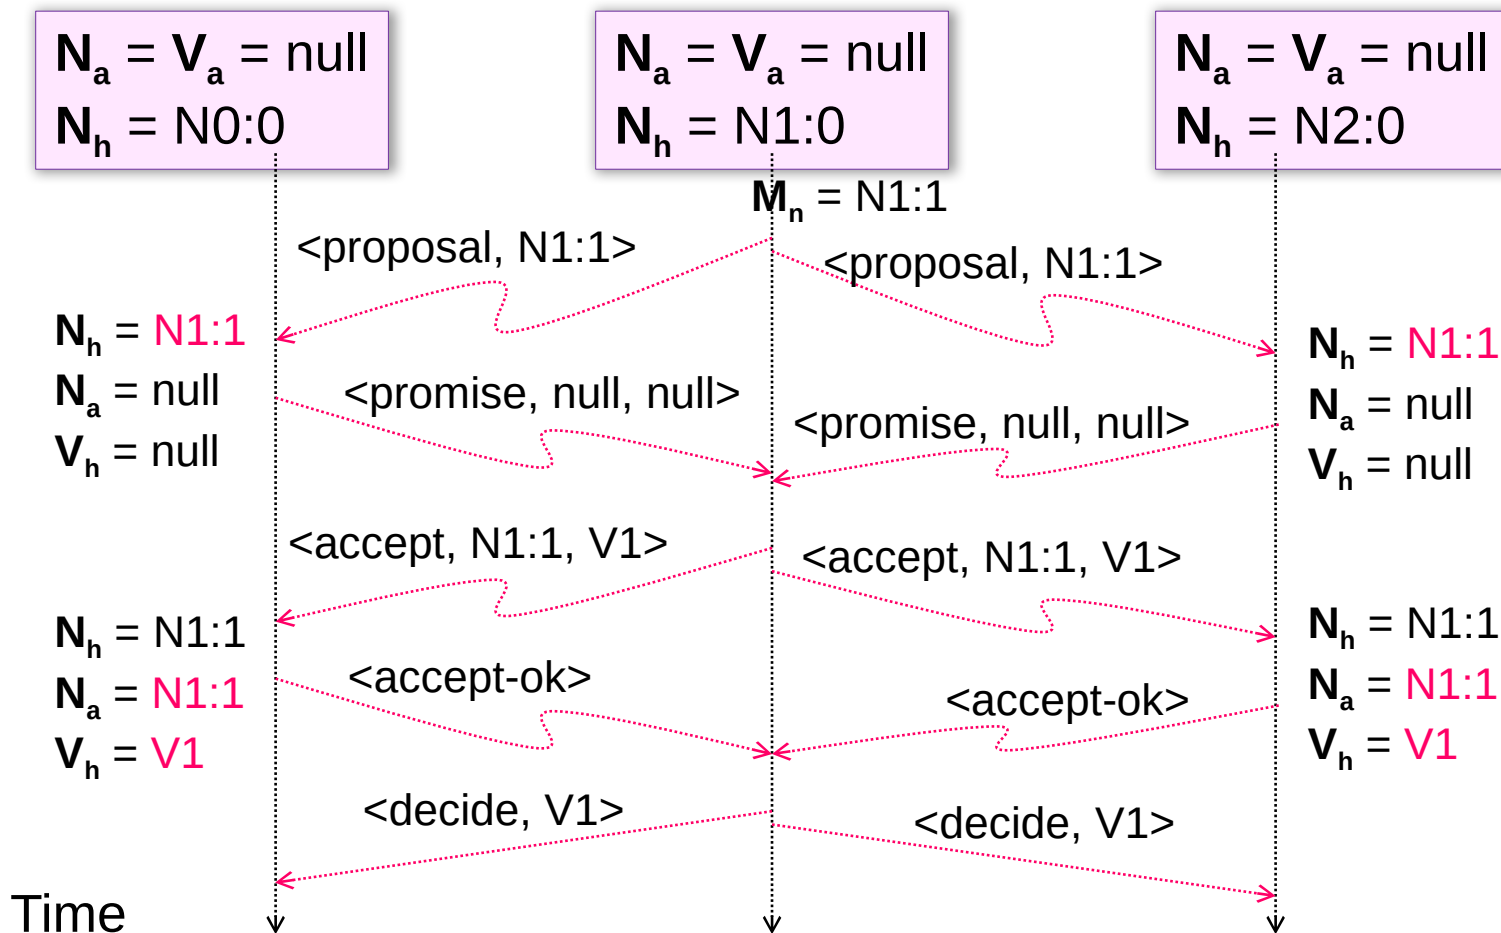 Na = Va = null
Nh = N0:0
Na = Va = null
Nh = N1:0
Na = Va = null
Nh = N2:0
Mn = N1:1
<proposal, N1:1>
<proposal, N1:1>
Nh = N1:1
Na = null
Vh = null
Nh = N1:1
Na = null
Vh = null
<promise, null, null>
<promise, null, null>
<accept, N1:1, V1>
<accept, N1:1, V1>
Nh = N1:1
Na = N1:1
Vh = V1
Nh = N1:1
Na = N1:1
Vh = V1
<accept-ok>
<accept-ok>
<decide, V1>
<decide, V1>
Time